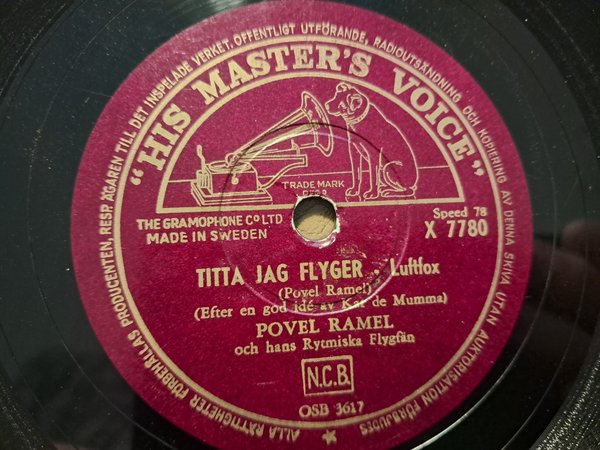 ALLA RÄTTIGHETER FÖRBEHÅLLAS PRODUCENTEN, RESP. ÄGAREN TILL DET INSPELADE VERKET. OFFENTLIGT UTFÖRANDE, RADIOUTSÄNDNING OCH KOPIERING AV DENNA SKIVA UTAN AUKTORISATION FÖRBJUDES
"HIS MASTER'S VOICE"
TRADE MARK
THE GRAMOPHONE CO LTD
MADE IN SWEDEN
Speed 78
X 7780
TITTA JAG FLYGER . Luftfox
(Povel Ramel)
(Efter en god idé av Kar de Mumma)
POVEL RAMEL
och hans Rytmiska Flygfän
N.C.B.
OSB 3617